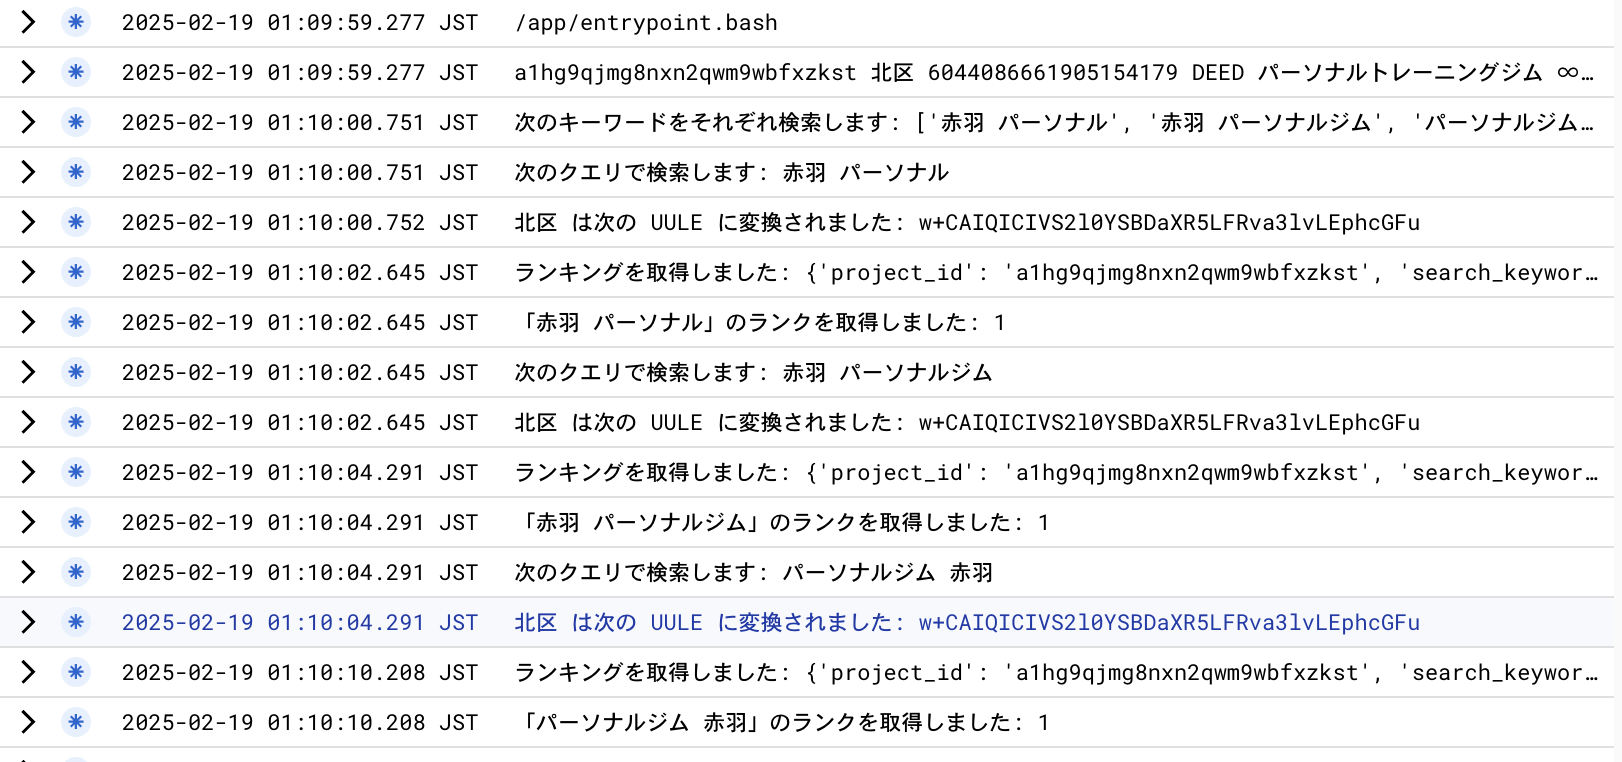 2025-02-19 01:09:59.277 JST /app/entrypoint.bash
2025-02-19 01:09:59.277 JST a1hg9qjmg8nxn2qwm9wbfxzkst 北区 6044086661905154179 DEED パーソナルトレーニングジム ∞…
2025-02-19 01:10:00.751 JST 次のキーワードをそれぞれ検索します: ['赤羽 パーソナル', '赤羽 パーソナルジム', 'パーソナルジム…
2025-02-19 01:10:00.751 JST 次のクエリで検索します: 赤羽 パーソナル
2025-02-19 01:10:00.752 JST 北区 は次の UULE に変換されました: w+CAIQICIVS2l0YSBDaXR5LFRva3lvLEphcGFu
2025-02-19 01:10:02.645 JST ランキングを取得しました: {'project_id': 'a1hg9qjmg8nxn2qwm9wbfxzkst', 'search_keywor…
2025-02-19 01:10:02.645 JST 「赤羽 パーソナル」のランクを取得しました: 1
2025-02-19 01:10:02.645 JST 次のクエリで検索します: 赤羽 パーソナルジム
2025-02-19 01:10:02.645 JST 北区 は次の UULE に変換されました: w+CAIQICIVS2l0YSBDaXR5LFRva3lvLEphcGFu
2025-02-19 01:10:04.291 JST ランキングを取得しました: {'project_id': 'a1hg9qjmg8nxn2qwm9wbfxzkst', 'search_keywor…
2025-02-19 01:10:04.291 JST 「赤羽 パーソナルジム」のランクを取得しました: 1
2025-02-19 01:10:04.291 JST 次のクエリで検索します: パーソナルジム 赤羽
2025-02-19 01:10:04.291 JST 北区 は次の UULE に変換されました: w+CAIQICIVS2l0YSBDaXR5LFRva3lvLEphcGFu
2025-02-19 01:10:10.208 JST ランキングを取得しました: {'project_id': 'a1hg9qjmg8nxn2qwm9wbfxzkst', 'search_keywor…
2025-02-19 01:10:10.208 JST 「パーソナルジム 赤羽」のランクを取得しました: 1